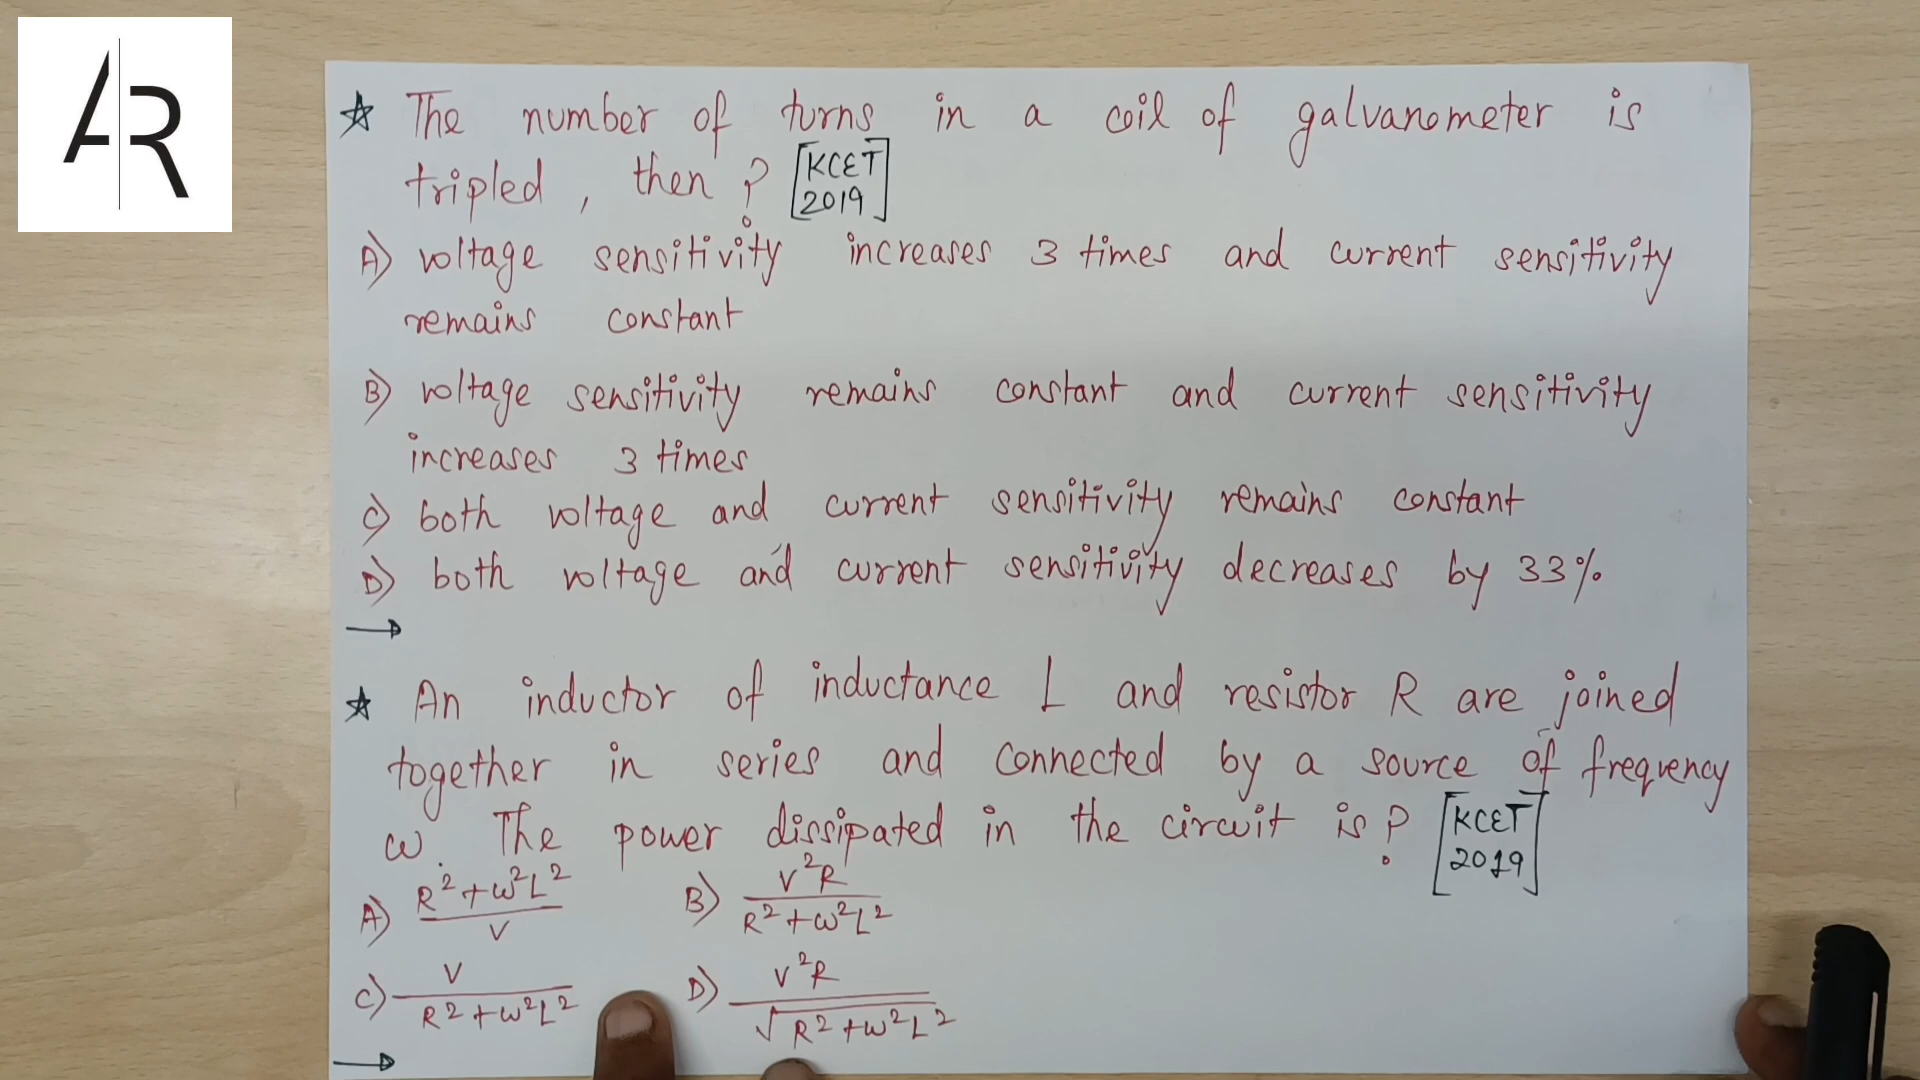 AR
☆ The number of turns in a coil of galvanometer is
tripled, then ? [KCET
2019]
A) voltage sensitivity increases 3 times and current sensitivity
remains constant
B) voltage sensitivity remains constant and current sensitivity
increases 3 times
C) both voltage and current sensitivity remains constant
D) both voltage and current sensitivity decreases by 33%
→
☆ An inductor of inductance L and resistor R are joined
together in series and connected by a source of frequency
ω. The power dissipated in the circuit is ? [KCET
2019]
A) R²+ω²L² / V B) V²R / R²+ω²L²
C) V / R²+ω²L² D) V²R / √R²+ω²L²
→